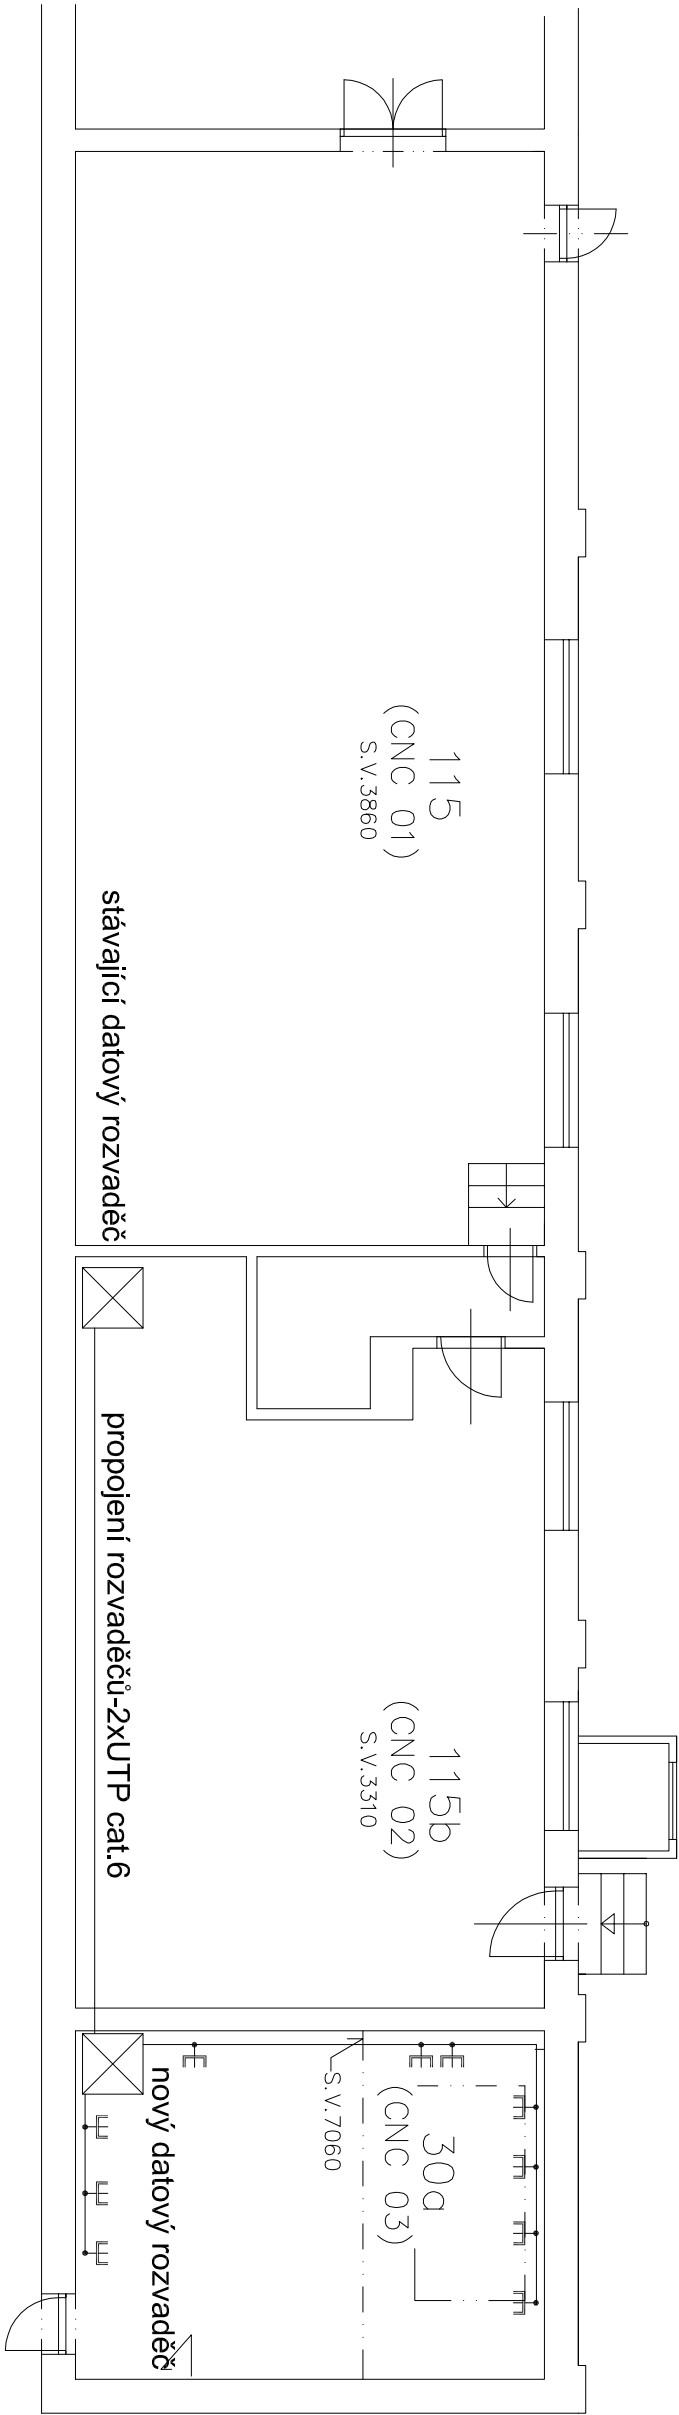 115
(CNC 01)
S.V.3860
stávající datový rozvaděč
propojení rozvaděčů-2xUTP cat.6
115b
(CNC 02)
S.V.3310
30a
(CNC 03)
S.V.7060
nový datový rozvaděč